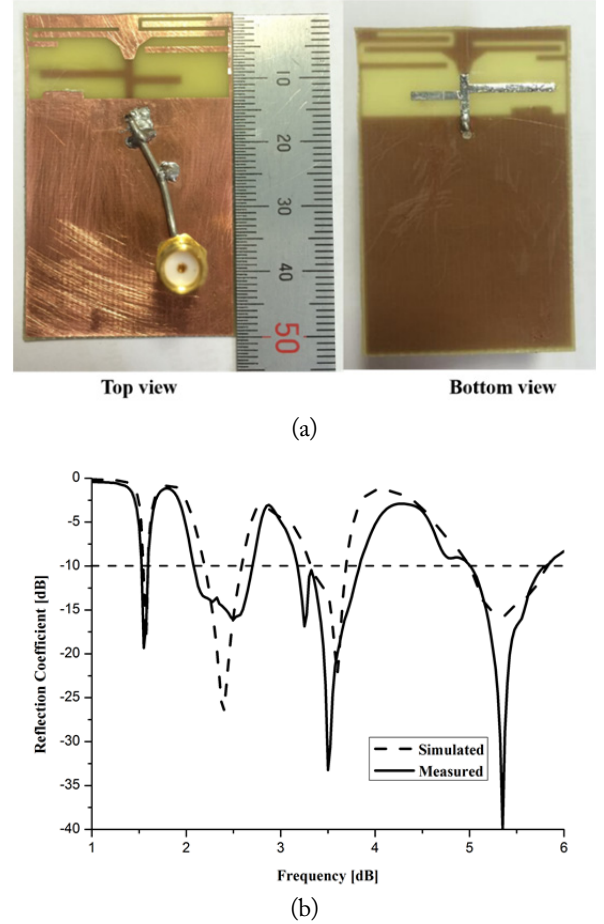 10
20
30
40
50
Top view
Bottom view
(a)
0
-5
-10
-15
-20
-25
-30
-35
-40
Reflection Coefficient [dB]
Simulated
Measured
1 2 3 4 5 6
Frequency [dB]
(b)